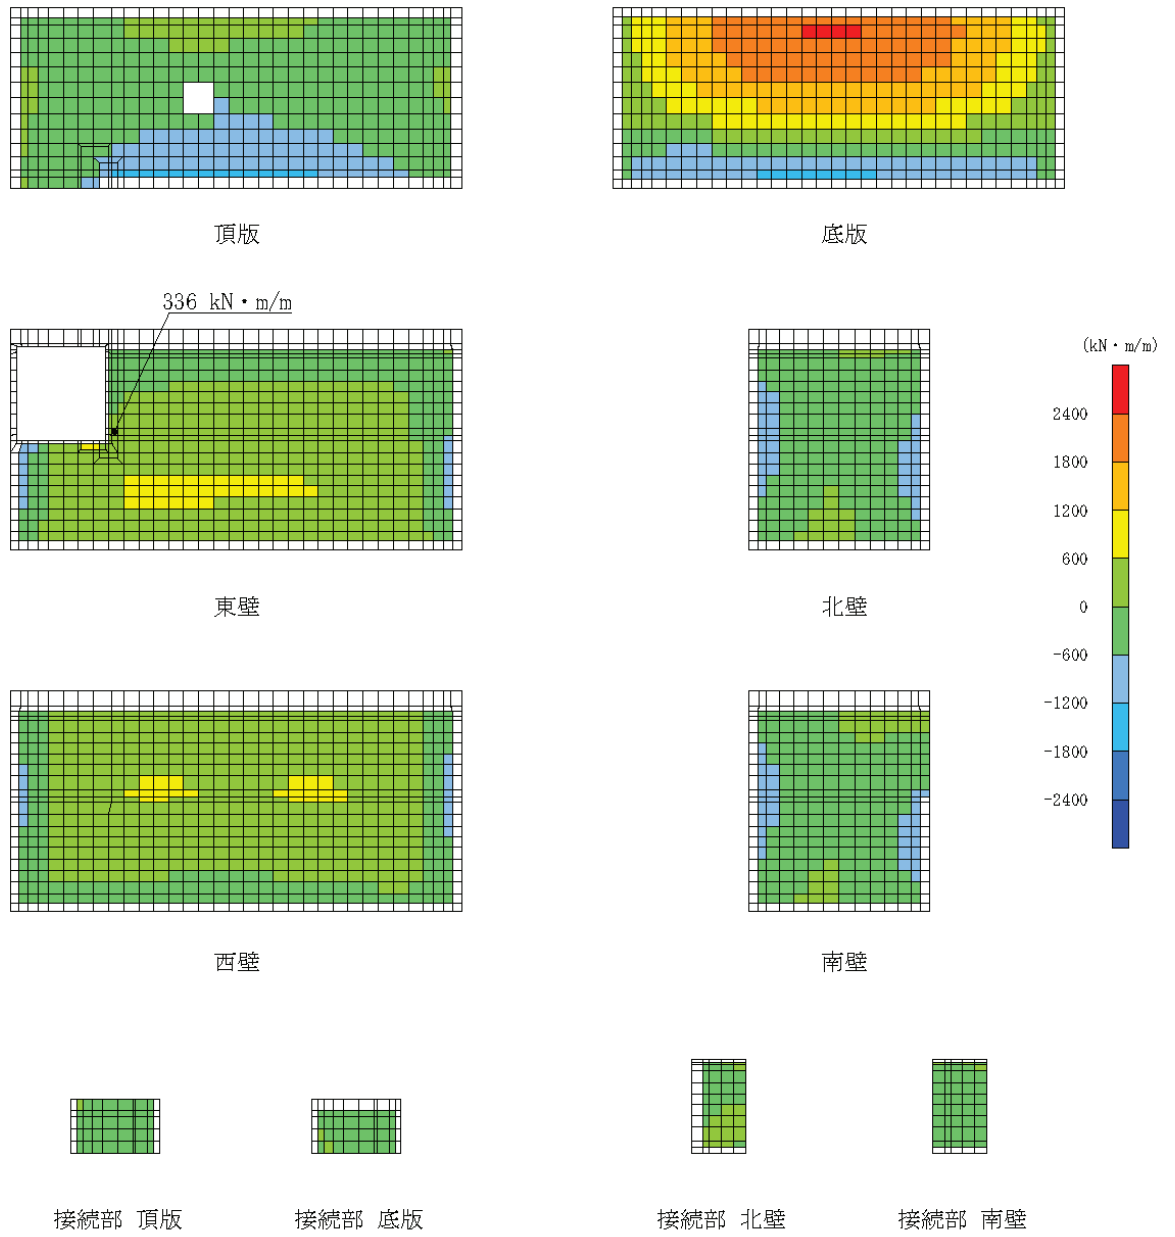 頂版
底版
336 kN・m/m
東壁
北壁
(kN・m/m)
2400
1800
1200
600
0
-600
-1200
-1800
-2400
西壁
南壁
接続部 頂版
接続部 底版
接続部 北壁
接続部 南壁